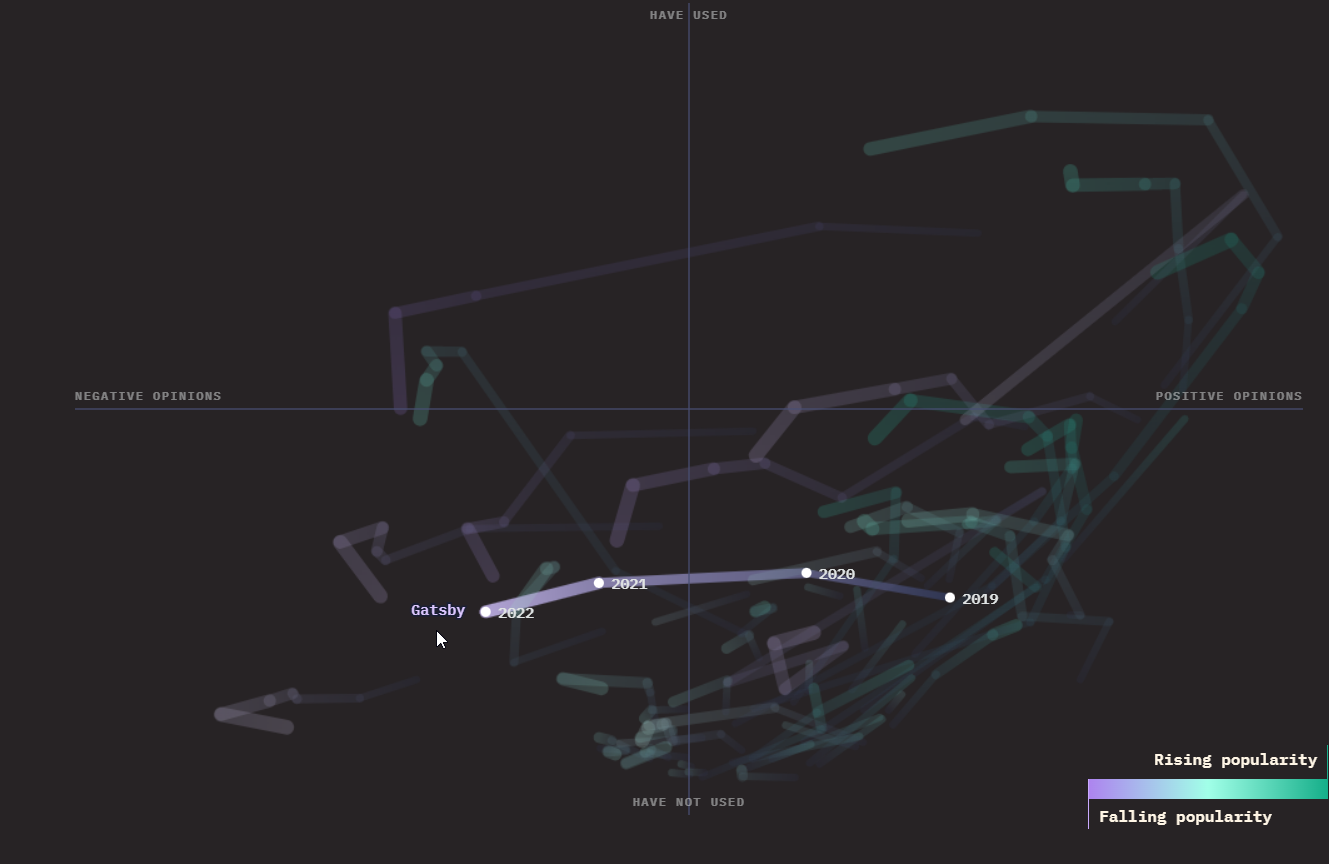 HAVE USED
NEGATIVE OPINIONS
POSITIVE OPINIONS
2020
2021
2019
Gatsby
2022
Rising popularity
HAVE NOT USED
Falling popularity